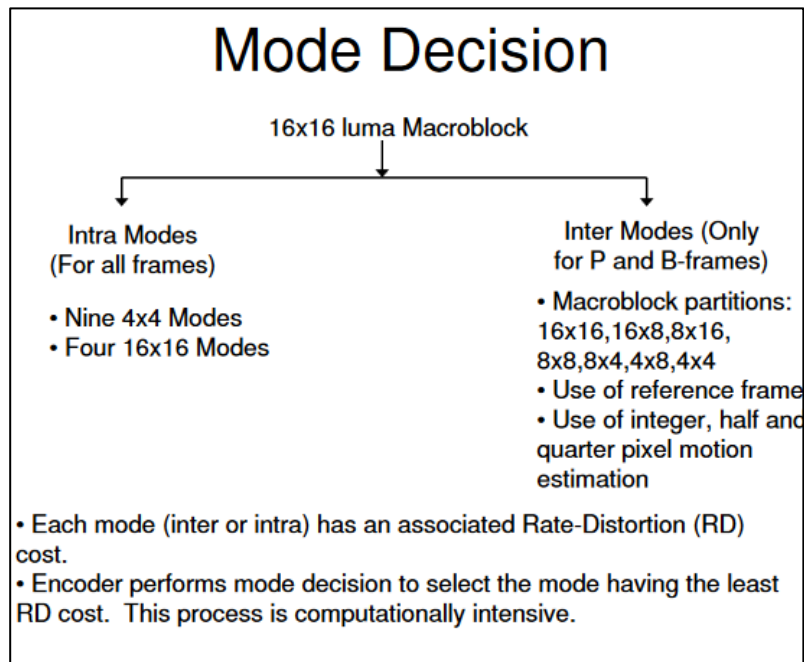 Mode Decision
16x16 luma Macroblock
Intra Modes
(For all frames)
• Nine 4x4 Modes
• Four 16x16 Modes
Inter Modes (Only
for P and B-frames)
• Macroblock partitions:
16x16,16x8,8x16,
8x8,8x4,4x8,4x4
• Use of reference frame
• Use of integer, half and
quarter pixel motion
estimation
• Each mode (inter or intra) has an associated Rate-Distortion (RD)
cost.
• Encoder performs mode decision to select the mode having the least
RD cost.  This process is computationally intensive.